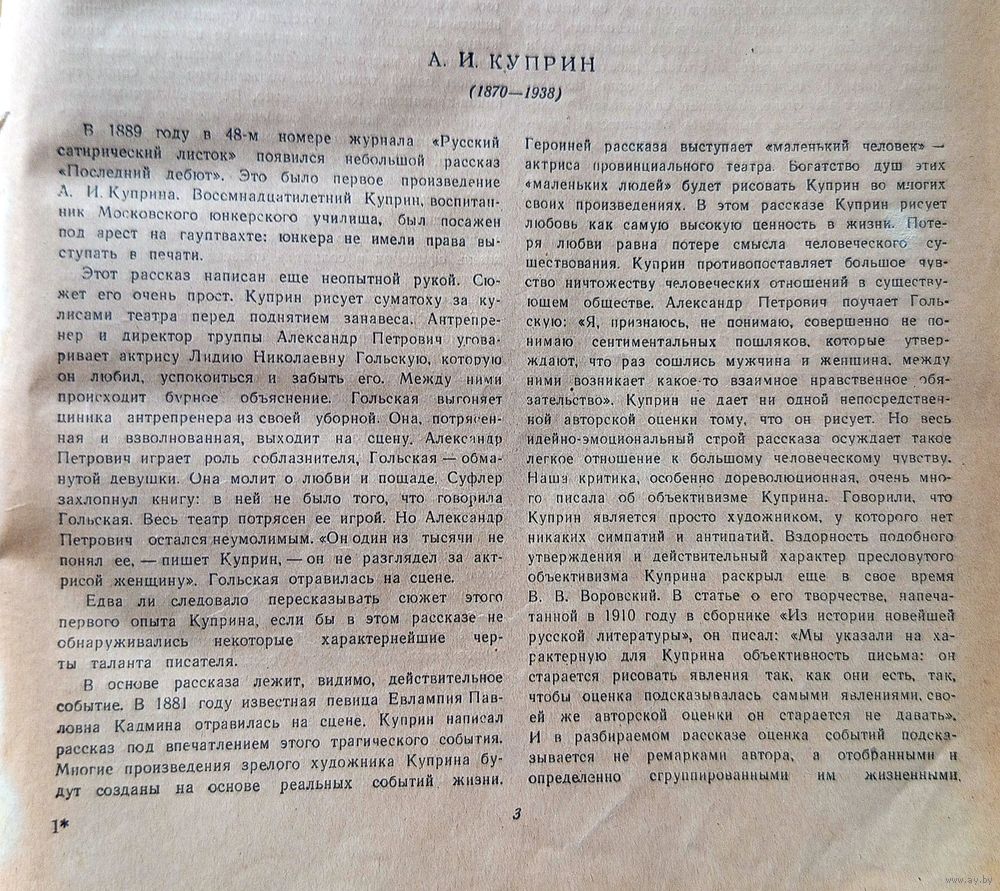 А. И. КУПРИН
(1870—1938)
В 1889 году в 48-м номере журнала «Русский
сатирический листок» появился небольшой рассказ
«Последний дебют». Это было первое произведение
А. И. Куприна. Восемнадцатилетний Куприн, воспитан-
ник Московского юнкерского училища, был посажен
под арест на гауптвахте: юнкера не имели права вы-
ступать в печати.
Этот рассказ написан еще неопытной рукой. Сю-
жет его очень прост. Куприн рисует суматоху за ку-
лисами театра перед поднятием занавеса. Антрепре-
нер и директор труппы Александр Петрович угова-
ривает актрису Лидию Николаевну Гольскую, которую
он любил, успокоиться и забыть его. Между ними
происходит бурное объяснение. Гольская выгоняет
циника антрепренера из своей уборной. Она, потрясен-
ная и взволнованная, выходит на сцену. Александр
Петрович играет роль соблазнителя, Гольская — обма-
нутой девушки. Она молит о любви и пощаде. Суфлер
захлопнул книгу: в ней не было того, что говорила
Гольская. Весь театр потрясен ее игрой. Но Александр
Петрович остался неумолимым. «Он один из тысячи не
понял ее, — пишет Куприн, — он не разглядел за акт-
рисой женщину». Гольская отравилась на сцене.
Едва ли следовало пересказывать сюжет этого
первого опыта Куприна, если бы в этом рассказе не
обнаруживались некоторые характернейшие чер-
ты таланта писателя.
В основе рассказа лежит, видимо, действительное
событие. В 1881 году известная певица Евлампия Пав-
ловна Кадмина отравилась на сцене. Куприн написал
рассказ под впечатлением этого трагического события.
Многие произведения зрелого художника Куприна бу-
дут созданы на основе реальных событий жизни.
Героиней рассказа выступает «маленький человек» —
актриса провинциального театра. Богатство душ этих
«маленьких людей» будет рисовать Куприн во многих
своих произведениях. В этом рассказе Куприн рисует
любовь как самую высокую ценность в жизни. Поте-
ря любви равна потере смысла человеческого су-
ществования. Куприн противопоставляет большое чув-
ство ничтожеству человеческих отношений в существу-
ющем обществе. Александр Петрович поучает Голь-
скую: «Я, признаюсь, не понимаю, совершенно не по-
нимаю сентиментальных пошляков, которые утвер-
ждают, что раз сошлись мужчина и женщина, между
ними возникает какое-то взаимное нравственное обя-
зательство». Куприн не дает ни одной непосредствен-
ной авторской оценки тому, что он рисует. Но весь
идейно-эмоциональный строй рассказа осуждает такое
легкое отношение к большому человеческому чувству.
Наша критика, особенно дореволюционная, очень мно-
го писала об объективизме Куприна. Говорили, что
Куприн является просто художником, у которого нет
никаких симпатий и антипатий. Вздорность подобного
утверждения и действительный характер пресловутого
объективизма Куприна раскрыл еще в свое время
В. В. Воровский. В статье о его творчестве, напеча-
танной в 1910 году в сборнике «Из истории новейшей
русской литературы», он писал: «Мы указали на ха-
рактерную для Куприна объективность письма: он
старается рисовать явления так, как они есть, так,
чтобы оценка подсказывалась самыми явлениями, сво-
ей же авторской оценки он старается не давать».
И в разбираемом рассказе оценка событий подска-
зывается не ремарками автора, а отобранными и
определенно сгруппированными им жизненными
1*
3
www.ay.by